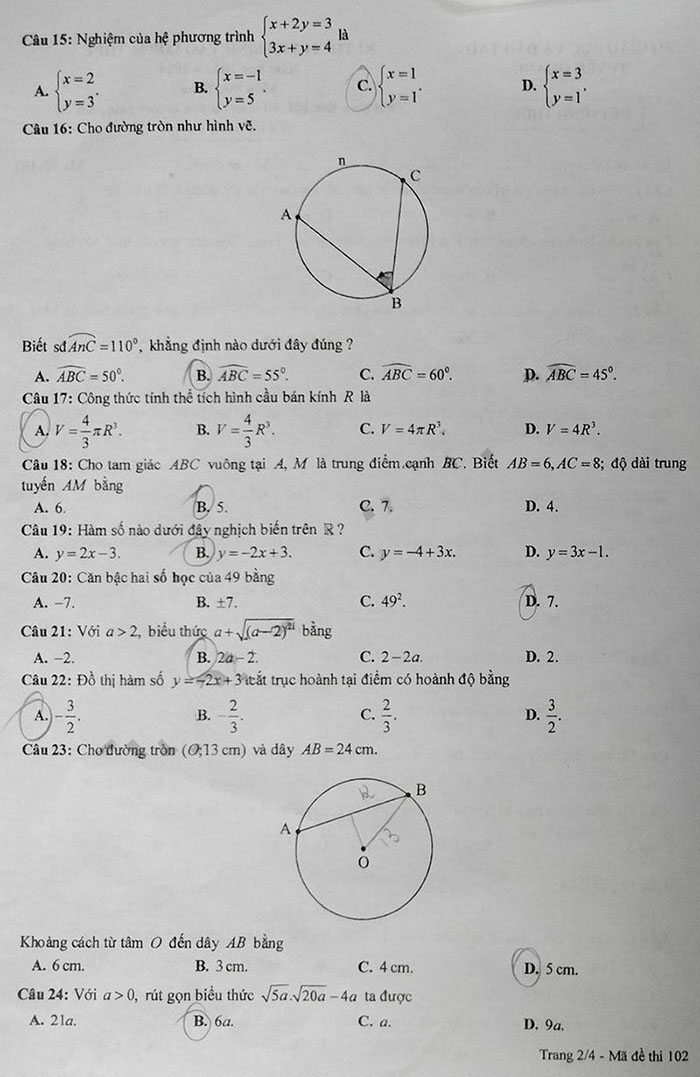 Câu 15: Nghiệm của hệ phương trình { x + 2y = 3 3x + y = 4 là
A. { x = 2 y = 3 . B. { x = −1 y = 5 . C. { x = 1 y = 1 . D. { x = 3 y = 1 .
Câu 16: Cho đường tròn như hình vẽ.
n
C
A
B
Biết sđAnC = 110⁰, khẳng định nào dưới đây đúng ?
A. ABC = 50⁰. B. ABC = 55⁰. C. ABC = 60⁰. D. ABC = 45⁰.
Câu 17: Công thức tính thể tích hình cầu bán kính R là
A. V = 4/3 πR³. B. V = 4/3 R³. C. V = 4πR³. D. V = 4R³.
Câu 18: Cho tam giác ABC vuông tại A, M là trung điểm cạnh BC. Biết AB = 6, AC = 8; độ dài trung
tuyến AM bằng
A. 6. B. 5. C. 7. D. 4.
Câu 19: Hàm số nào dưới đây nghịch biến trên ℝ ?
A. y = 2x − 3. B. y = −2x + 3. C. y = −4 + 3x. D. y = 3x − 1.
Câu 20: Căn bậc hai số học của 49 bằng
A. −7. B. ±7. C. 49². D. 7.
Câu 21: Với a > 2, biểu thức a + √(a − 2)² bằng
A. −2. B. 2a − 2. C. 2 − 2a. D. 2.
Câu 22: Đồ thị hàm số y = −2x + 3 cắt trục hoành tại điểm có hoành độ bằng
A. −3/2. B. −2/3. C. 2/3. D. 3/2.
Câu 23: Cho đường tròn (O;13 cm) và dây AB = 24 cm.
B
12
A
13
O
Khoảng cách từ tâm O đến dây AB bằng
A. 6 cm. B. 3 cm. C. 4 cm. D. 5 cm.
Câu 24: Với a > 0, rút gọn biểu thức √5a.√20a − 4a ta được
A. 21a. B. 6a. C. a. D. 9a.
Trang 2/4 - Mã đề thi 102